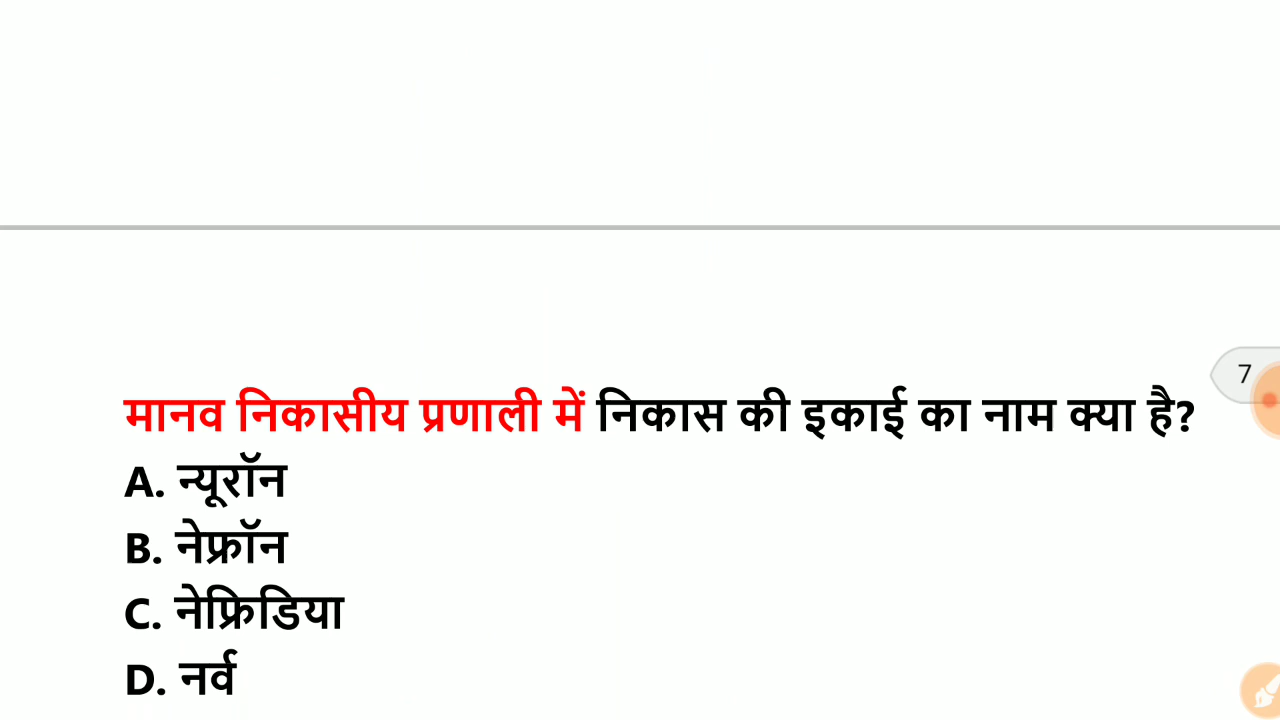 7
मानव निकासीय प्रणाली में निकास की इकाई का नाम क्या है?
A. न्यूरॉन
B. नेफ्रॉन
C. नेफ्रिडिया
D. नर्व